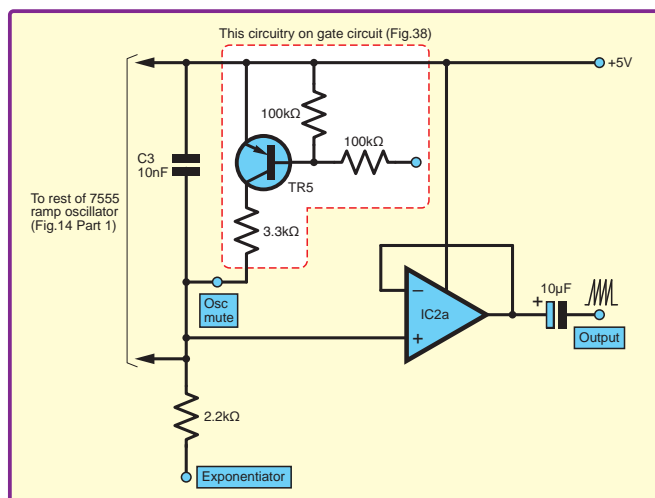 This circuitry on gate circuit (Fig.38)
+5V
100kΩ
100kΩ
C3
10nF
TR5
To rest of 7555
ramp oscillator
(Fig.14 Part 1)
3.3kΩ
Osc
mute
–
IC2a
+
10µF
+
Output
2.2kΩ
Exponentiator